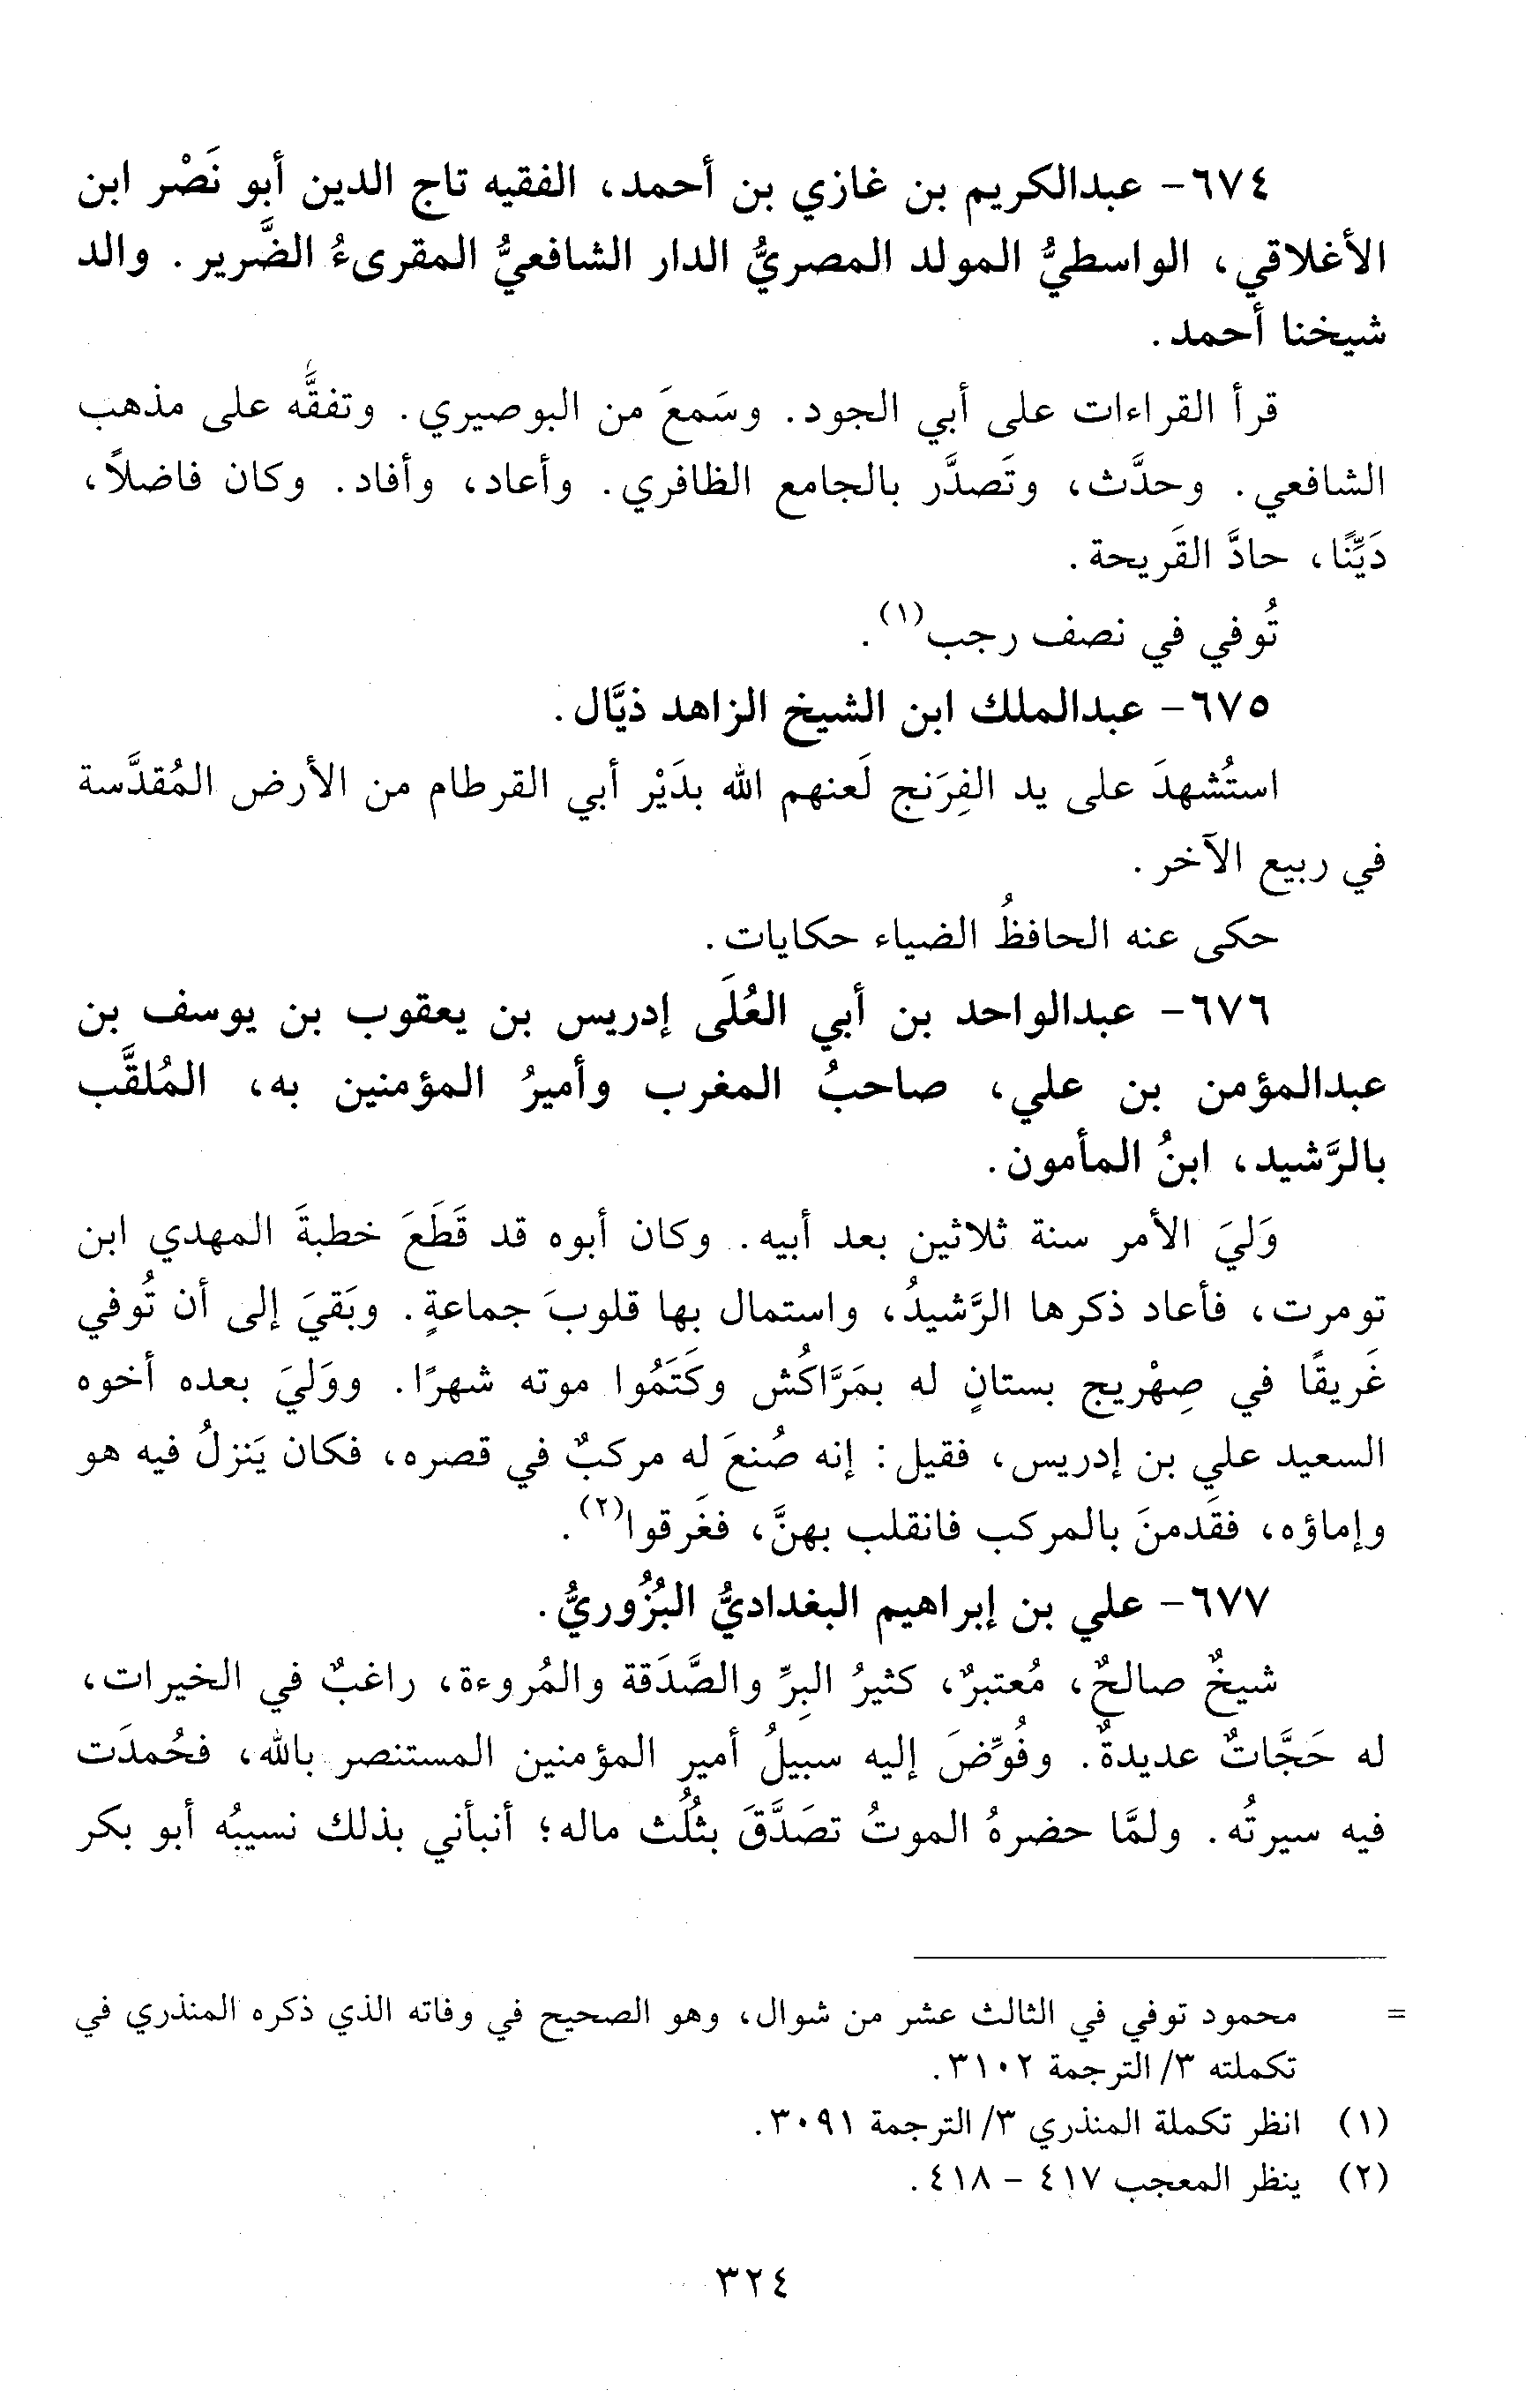 ٦٧٤- عبدالكريم بن غازي بن أحمد، الفقيه تاج الدين أبو نَصْر ابن
الأغلاقي، الواسطيُّ المولد المصريُّ الدار الشافعيُّ المقرىءُ الضَّرير. والد
شيخنا أحمد.
قرأ القراءات على أبي الجود. وسَمعَ من البوصيري. وتفقَّه على مذهب
الشافعي. وحدَّث، وتَصدَّر بالجامع الظافري. وأعاد، وأفاد. وكان فاضلاً،
دَيِّنًا، حادَّ القَريحة.
تُوفي في نصف رجب(١).
٦٧٥- عبدالملك ابن الشيخ الزاهد ذيَّال.
استُشهدَ على يد الفِرَنج لَعنهم الله بدَيْر أبي القرطام من الأرض المُقدَّسة
في ربيع الآخر.
حكى عنه الحافظُ الضياء حكايات.
٦٧٦- عبدالواحد بن أبي العُلَى إدريس بن يعقوب بن يوسف بن
عبدالمؤمن بن علي، صاحبُ المغرب وأميرُ المؤمنين به، المُلقَّب
بالرَّشيد، ابنُ المأمون.
وَليَ الأمر سنة ثلاثين بعد أبيه. وكان أبوه قد قَطَعَ خطبةَ المهدي ابن
تومرت، فأعاد ذكرها الرَّشيدُ، واستمال بها قلوبَ جماعةٍ. وبَقيَ إلى أن تُوفي
غَريقًا في صِهْريج بستانٍ له بمَرَّاكُش وكَتَمُوا موته شهرًا. ووَليَ بعده أخوه
السعيد علي بن إدريس، فقيل: إنه صُنعَ له مركبٌ في قصره، فكان يَنزلُ فيه هو
وإماؤه، فقَدمنَ بالمركب فانقلب بهنَّ، فغَرقوا(٢).
٦٧٧- علي بن إبراهيم البغداديُّ البُزُوريُّ.
شيخٌ صالحٌ، مُعتبرٌ، كثيرُ البِرِّ والصَّدَقة والمُروءة، راغبٌ في الخيرات،
له حَجَّاتٌ عديدةٌ. وفُوِّضَ إليه سبيلُ أمير المؤمنين المستنصر بالله، فحُمدَت
فيه سيرتُه. ولمَّا حضرهُ الموتُ تصَدَّقَ بثُلُث ماله؛ أنبأني بذلك نسيبُه أبو بكر
= محمود توفي في الثالث عشر من شوال، وهو الصحيح في وفاته الذي ذكره المنذري في
تكملته ٣/ الترجمة ٣١٠٢.
(١) انظر تكملة المنذري ٣/ الترجمة ٣٠٩١.
(٢) ينظر المعجب ٤١٧ - ٤١٨.
٣٢٤